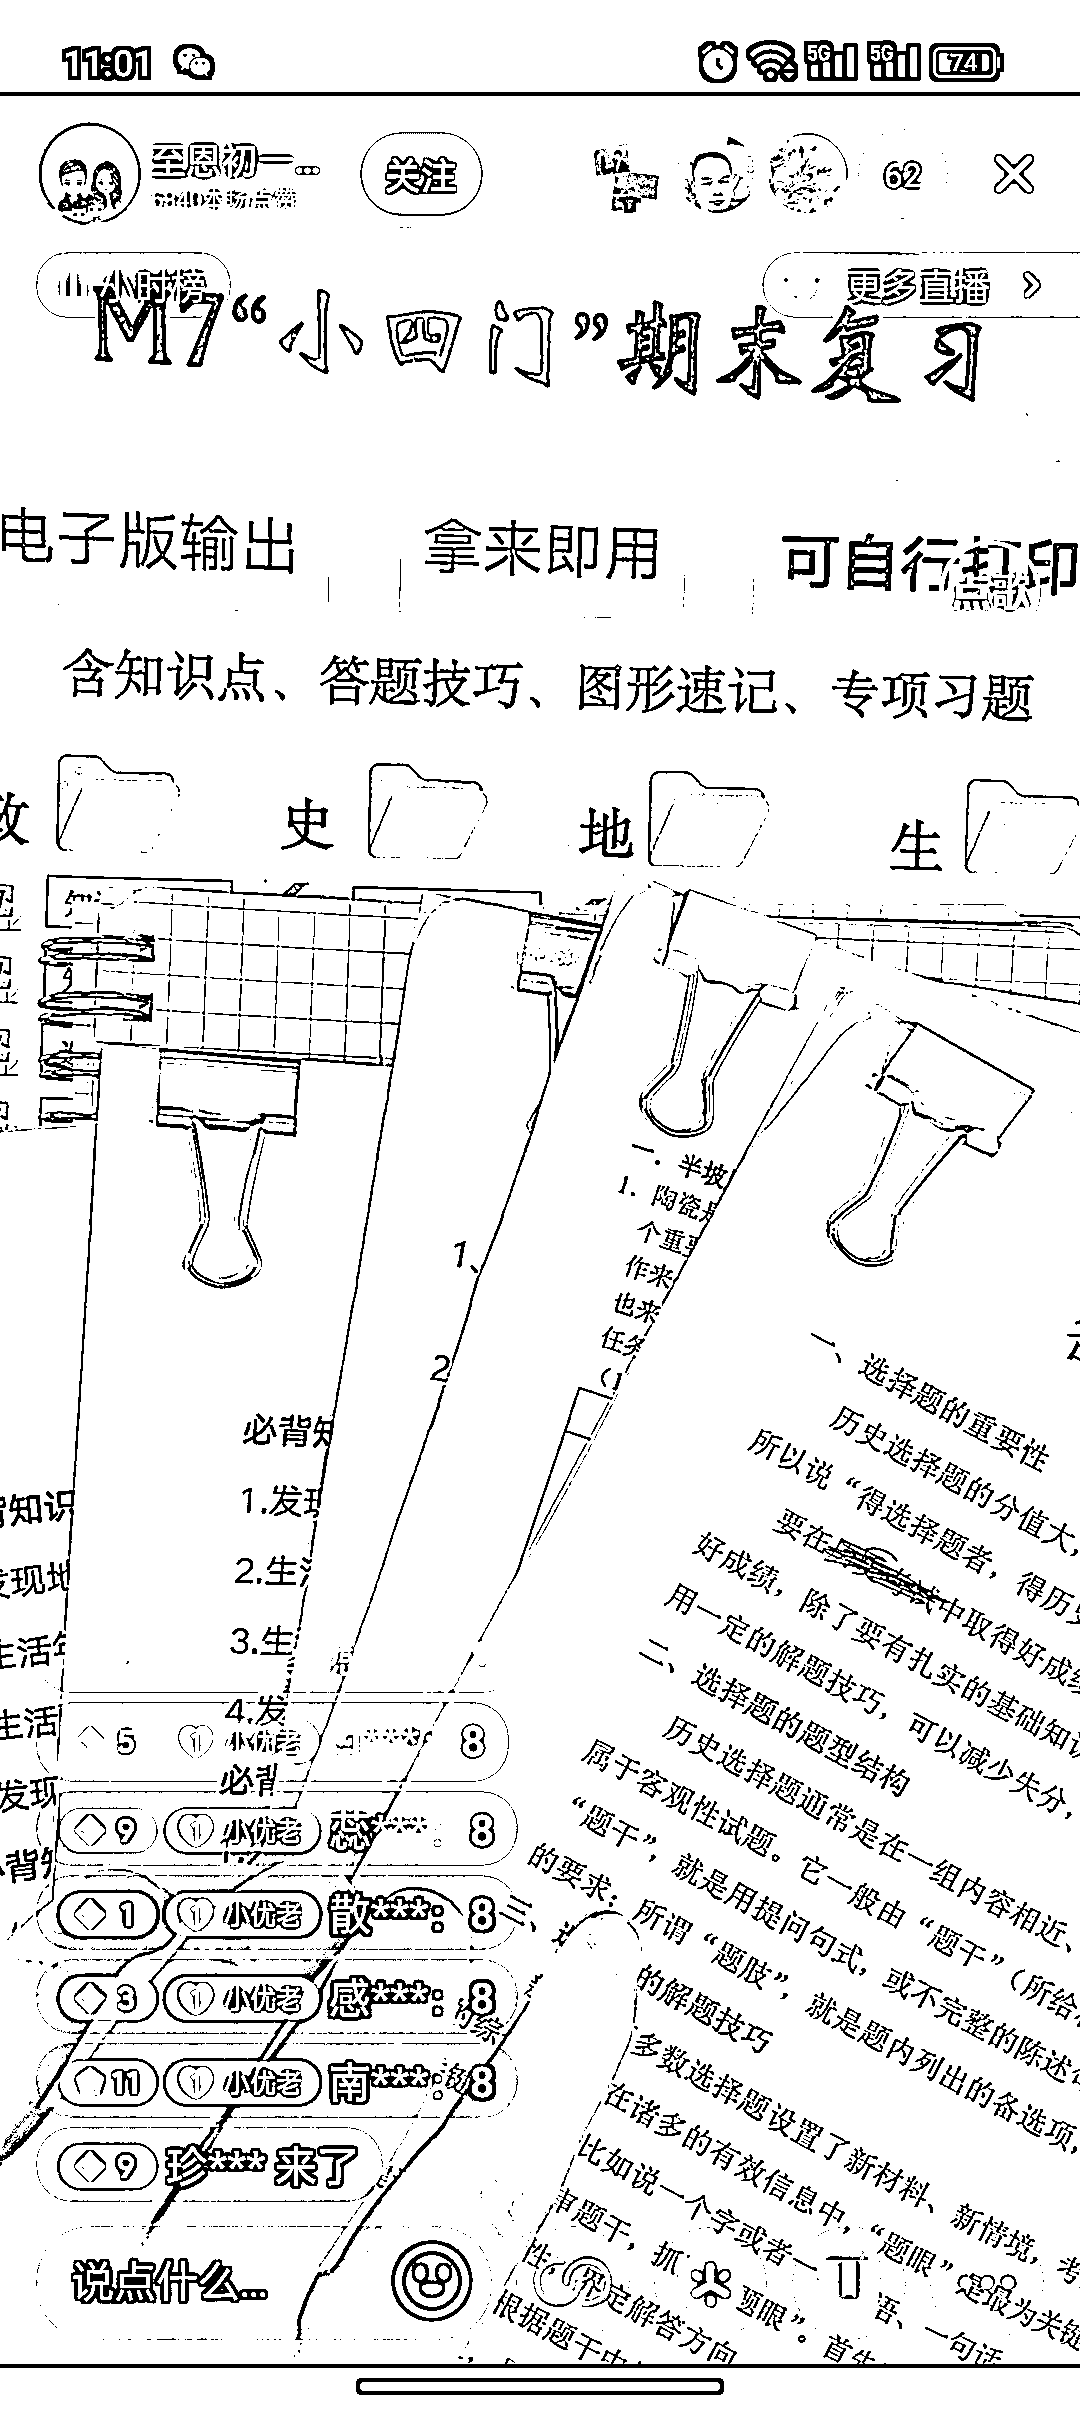 11:01
5G 5G 74
至恩初一...
6840本场点赞
关注
62
小时榜
更多直播
M7“小四门”期末复习
电子版输出 拿来即用 可自行打印
点歌
含知识点、答题技巧、图形速记、专项习题
史 地 生
一. 半坡
1. 陶瓷
个重要
作来
也来
任务
(1
1、
2
必背知
1.发现
2.生活
3.生
4.发
必背
背知识
发现地
生活
生活
发现
必背知
一、选择题的重要性
历史选择题的分值大,
所以说“得选择题者,得历史
要在历史考试中取得好成绩
好成绩,除了要有扎实的基础知识
用一定的解题技巧,可以减少失分,
二、选择题的题型结构
历史选择题通常是在一组内容相近、
属于客观性试题。它一般由“题干”(所给
“题干”,就是用提问句式,或不完整的陈述
的要求;所谓“题肢”,就是题内列出的备选项,
三、
的解题技巧
多数选择题设置了新材料、新情境,考
在诸多的有效信息中,“题眼”是最为关键
比如说一个字或者一 语、一句话
审题干,抓 题眼”。首先
性 界定解答方向
根据题干中
5 小优老 8
9 小优老 蕊***: 8
1 小优老 散***: 8
3 小优老 感***: 8
11 小优老 南***: 8
9 珍*** 来了
说点什么...